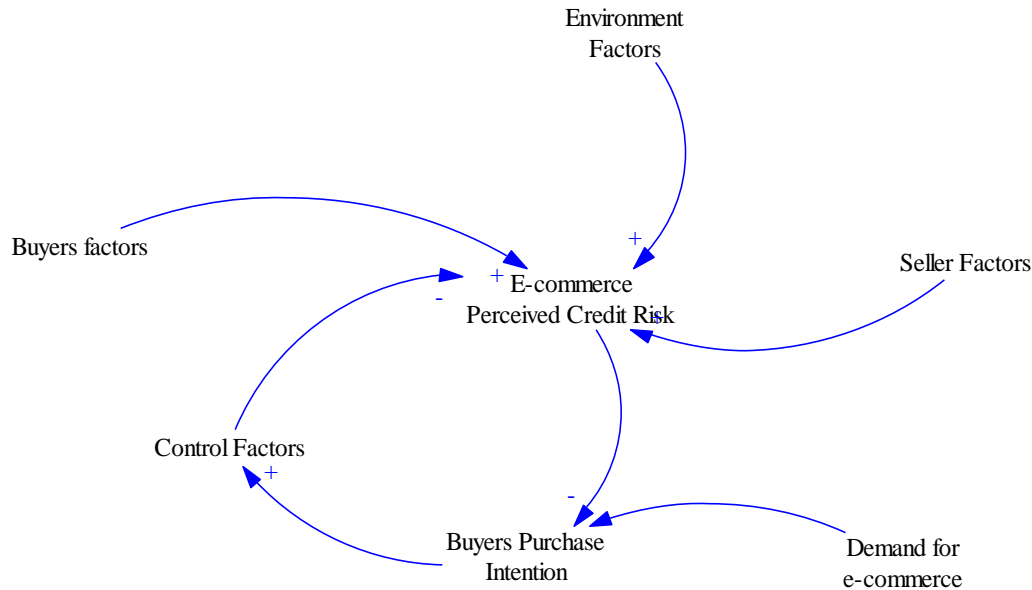 Environment
Factors
Buyers factors
+
Seller Factors
+
-
E-commerce
Perceived Credit Risk
+
Control Factors
+
-
Buyers Purchase
Intention
Demand for
e-commerce